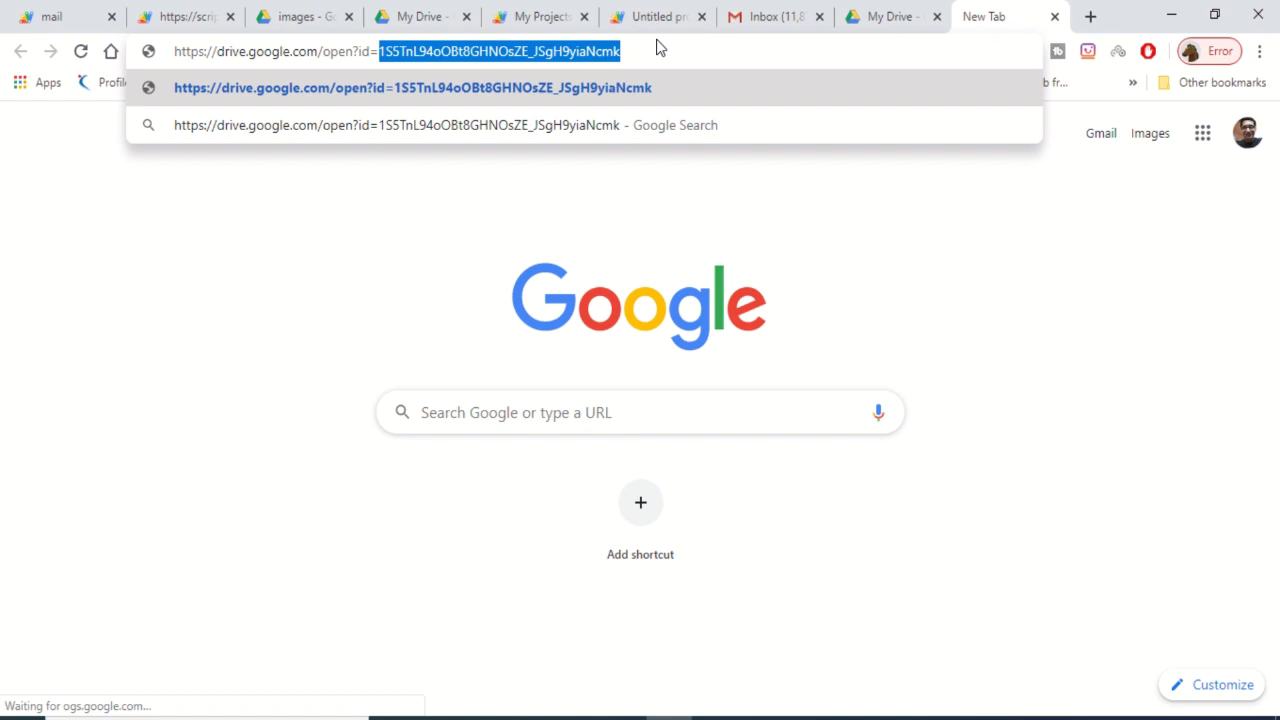 mail https://scrip images - Go My Drive - My Projects Untitled pro Inbox (11,8 My Drive - New Tab
https://drive.google.com/open?id=1S5TnL94oOBt8GHNOsZE_JSgH9yiaNcmk Error
Apps Profil b fr... » Other bookmarks
https://drive.google.com/open?id=1S5TnL94oOBt8GHNOsZE_JSgH9yiaNcmk
https://drive.google.com/open?id=1S5TnL94oOBt8GHNOsZE_JSgH9yiaNcmk - Google Search
Gmail Images
Google
Search Google or type a URL
Add shortcut
Customize
Waiting for ogs.google.com...